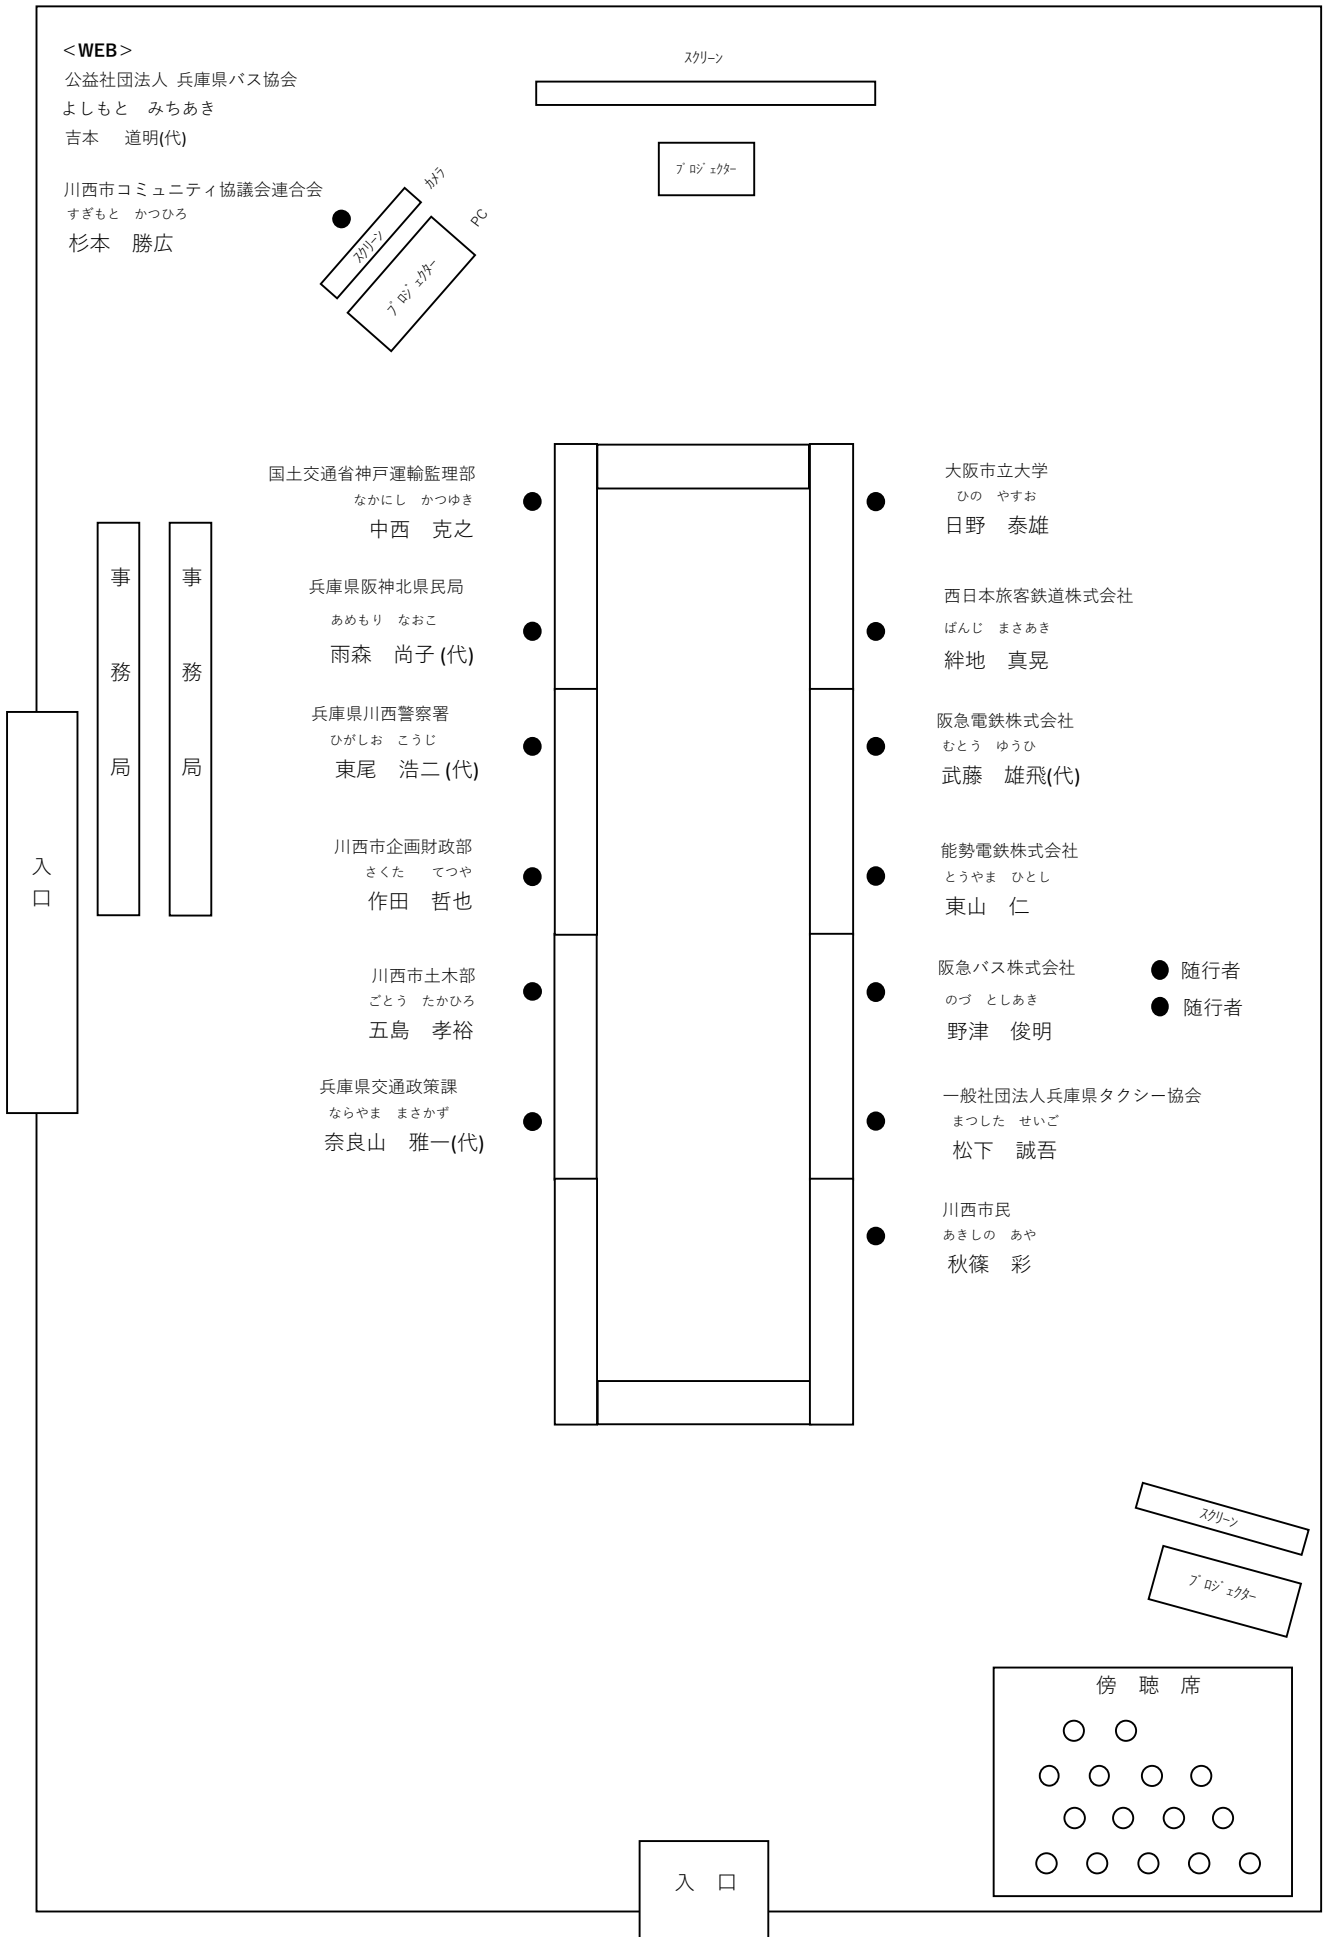 <WEB>
公益社団法人 兵庫県バス協会
よしもと　みちあき
吉本　道明(代)
川西市コミュニティ協議会連合会
すぎもと　かつひろ
杉本　勝広
ｽｸﾘｰﾝ
ﾌﾟﾛｼﾞｪｸﾀｰ
ｶﾒﾗ
PC
ｽｸﾘｰﾝ
ﾌﾟﾛｼﾞｪｸﾀｰ
国土交通省神戸運輸監理部
なかにし　かつゆき
中西　克之
兵庫県阪神北県民局
あめもり　なおこ
雨森　尚子(代)
兵庫県川西警察署
ひがしお　こうじ
東尾　浩二(代)
川西市企画財政部
さくた　てつや
作田　哲也
川西市土木部
ごとう　たかひろ
五島　孝裕
兵庫県交通政策課
ならやま　まさかず
奈良山　雅一(代)
事務局
事務局
入口
大阪市立大学
ひの　やすお
日野　泰雄
西日本旅客鉄道株式会社
ばんじ　まさあき
絆地　真晃
阪急電鉄株式会社
むとう　ゆうひ
武藤　雄飛(代)
能勢電鉄株式会社
とうやま　ひとし
東山　仁
阪急バス株式会社
のづ　としあき
野津　俊明
随行者
随行者
一般社団法人兵庫県タクシー協会
まつした　せいご
松下　誠吾
川西市民
あきしの　あや
秋篠　彩
ｽｸﾘｰﾝ
ﾌﾟﾛｼﾞｪｸﾀｰ
傍　聴　席
入　口